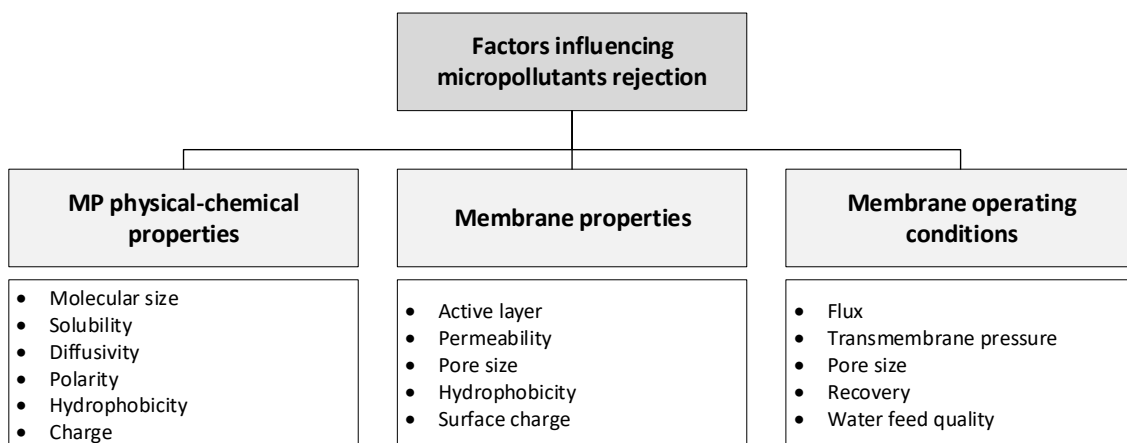 Factors influencing
micropollutants rejection
MP physical-chemical
properties
• Molecular size
• Solubility
• Diffusivity
• Polarity
• Hydrophobicity
• Charge
Membrane properties
• Active layer
• Permeability
• Pore size
• Hydrophobicity
• Surface charge
Membrane operating
conditions
• Flux
• Transmembrane pressure
• Pore size
• Recovery
• Water feed quality